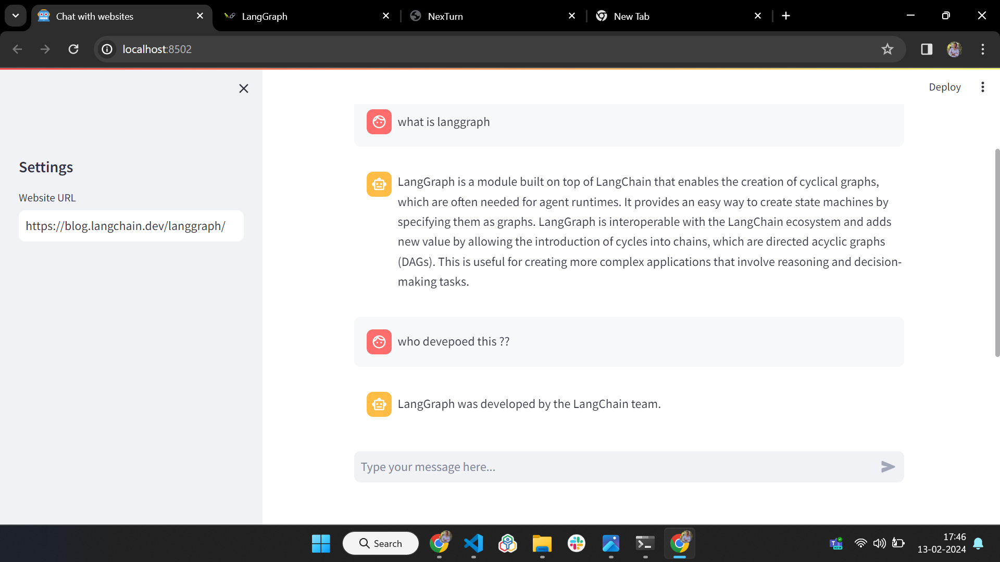 Chat with websites
LangGraph
NexTurn
New Tab
localhost:8502
Deploy
Settings
Website URL
https://blog.langchain.dev/langgraph/
what is langgraph
LangGraph is a module built on top of LangChain that enables the creation of cyclical graphs,
which are often needed for agent runtimes. It provides an easy way to create state machines by
specifying them as graphs. LangGraph is interoperable with the LangChain ecosystem and adds
new value by allowing the introduction of cycles into chains, which are directed acyclic graphs
(DAGs). This is useful for creating more complex applications that involve reasoning and decision-
making tasks.
who devepoed this ??
LangGraph was developed by the LangChain team.
Type your message here...
Search
T
NEW
17:46
13-02-2024